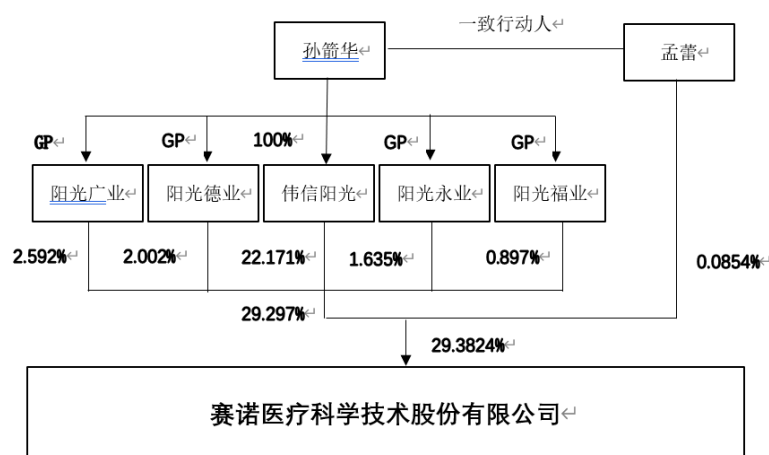 一致行动人
孙箭华
孟蕾
GP
GP
100%
GP
GP
阳光广业
阳光德业
伟信阳光
阳光永业
阳光福业
2.592%
2.002%
22.171%
1.635%
0.897%
0.0854%
29.297%
29.3824%
赛诺医疗科学技术股份有限公司